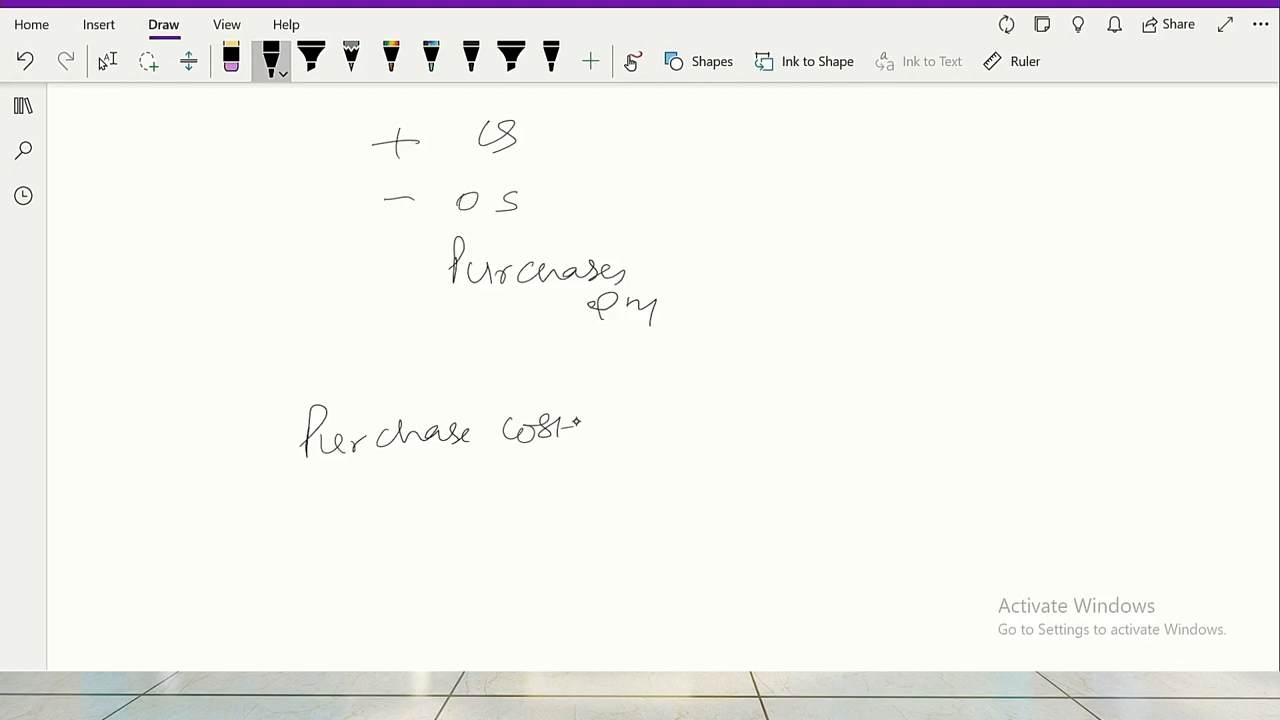 Home Insert Draw View Help Share
Shapes Ink to Shape Ink to Text Ruler
+ CS
- OS
Purchases
Qny
Purchase cost
Activate Windows
Go to Settings to activate Windows.